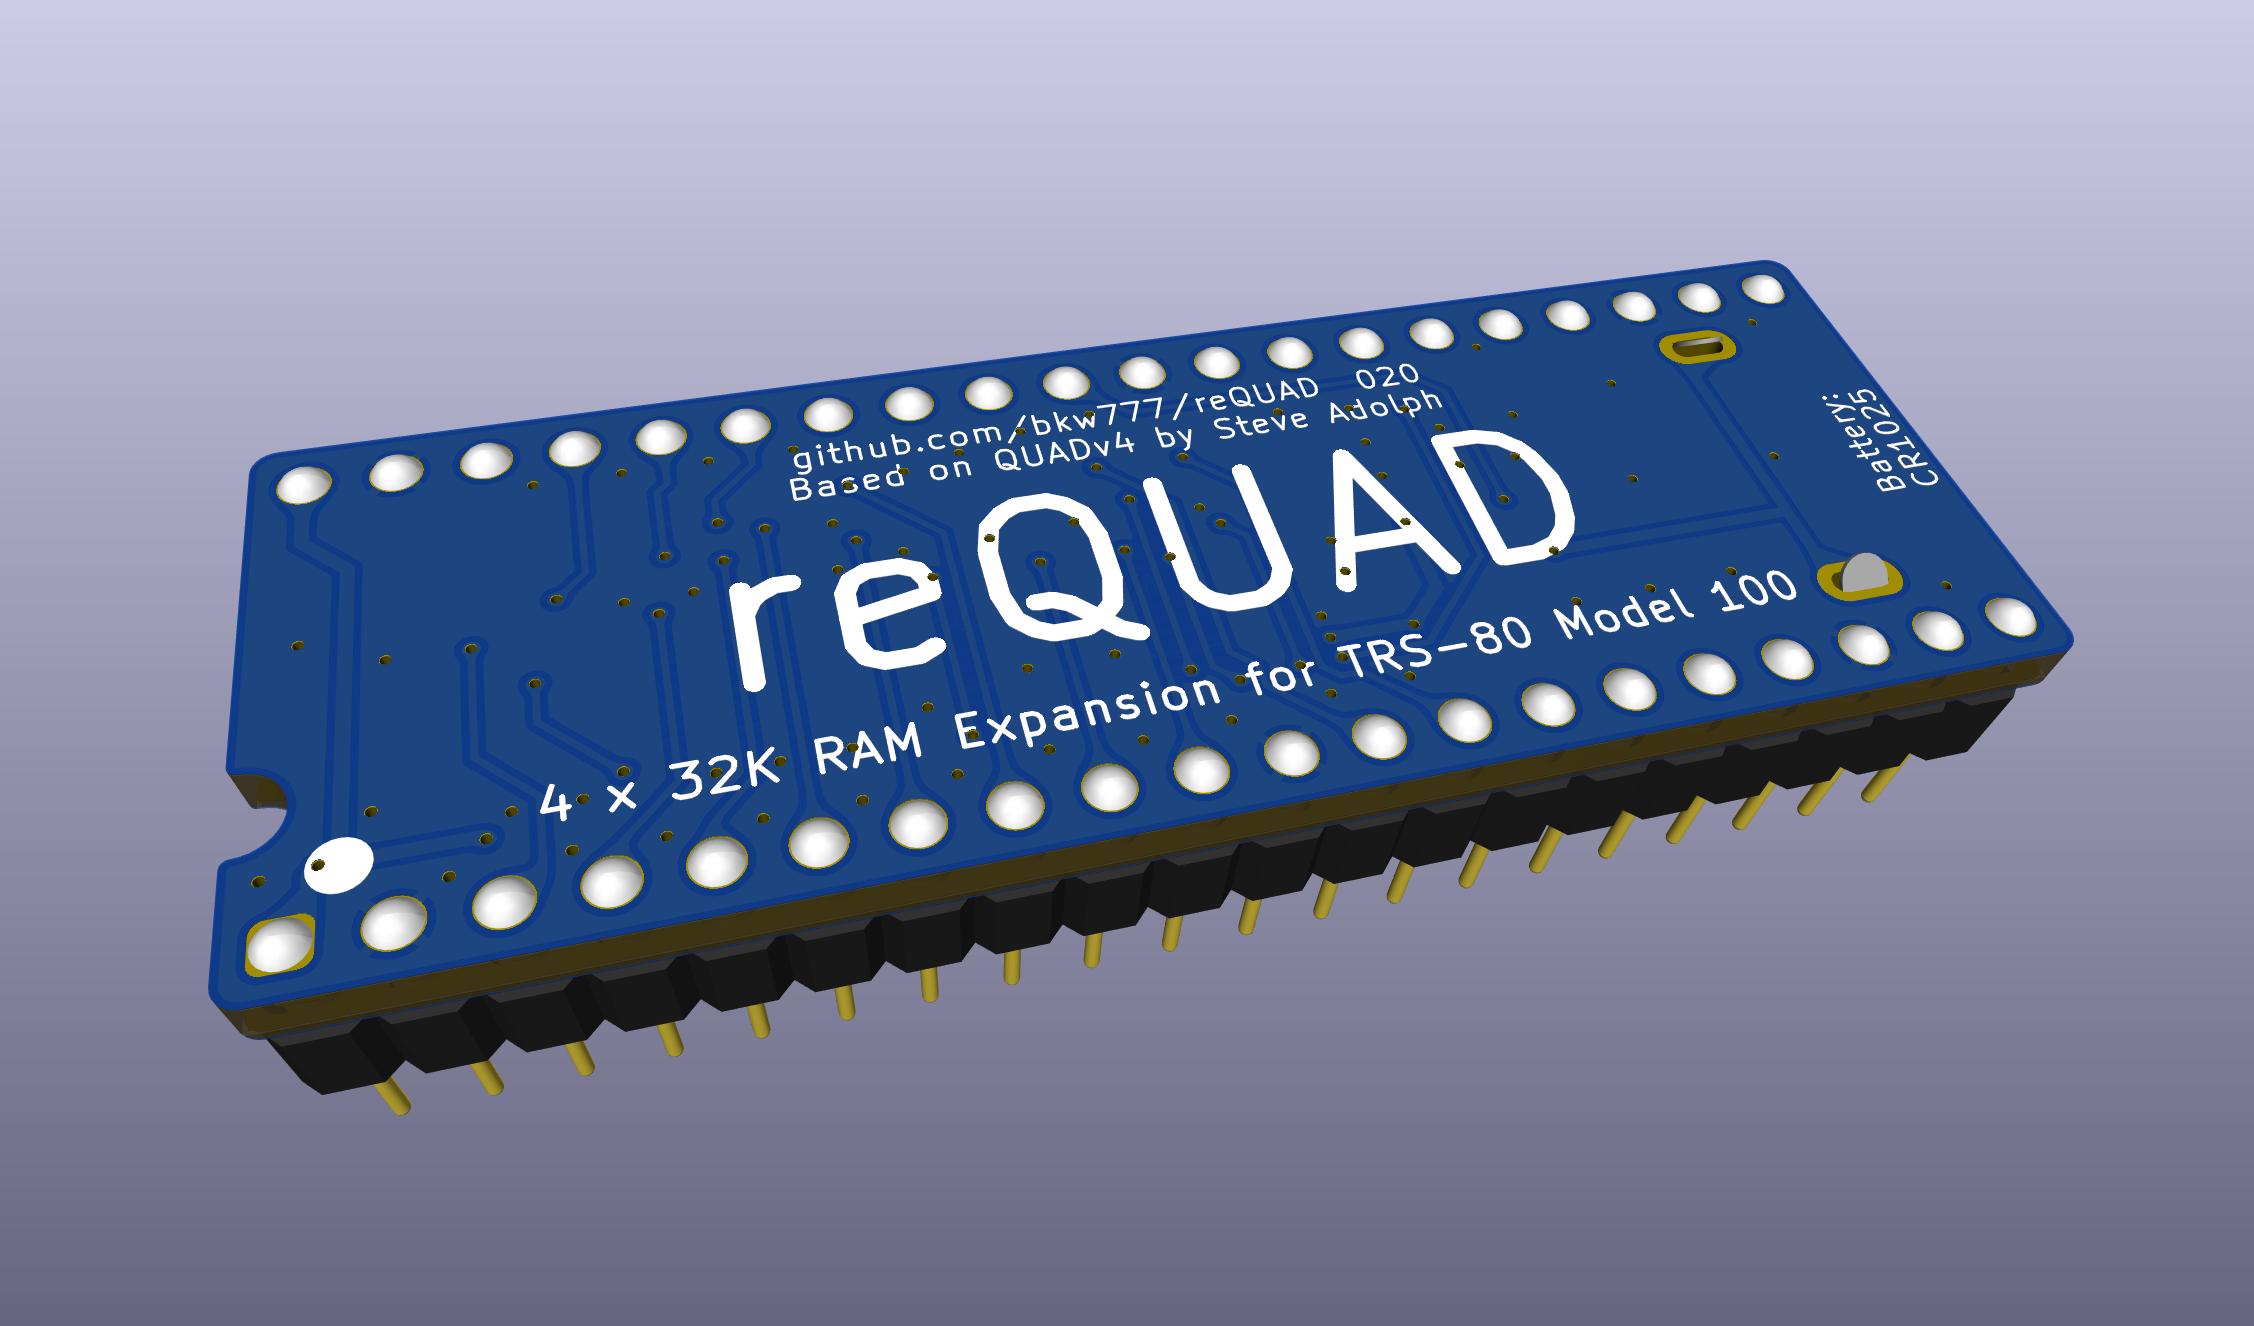 github.com/bkw777/reQUAD 020
Based on QUADv4 by Steve Adolph
reQUAD
4 x 32K RAM Expansion for TRS-80 Model 100
Battery:
CR1025